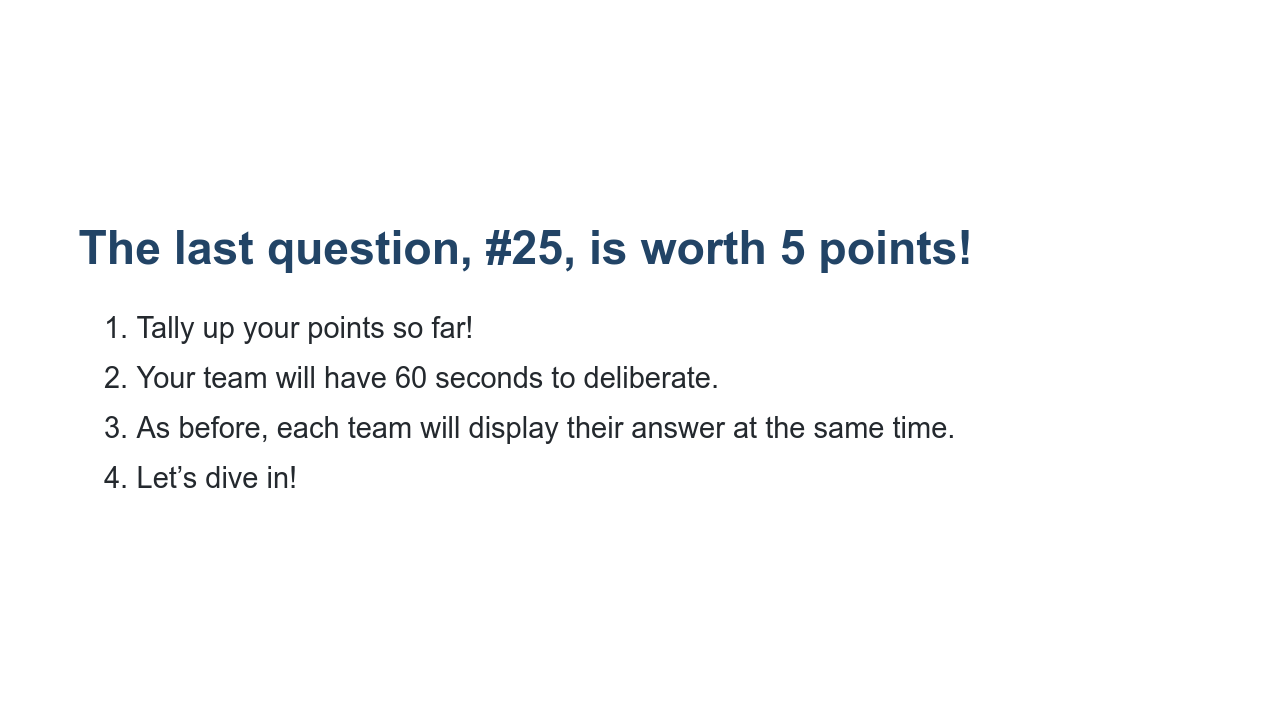 The last question, #25, is worth 5 points!
1. Tally up your points so far!
2. Your team will have 60 seconds to deliberate.
3. As before, each team will display their answer at the same time.
4. Let’s dive in!